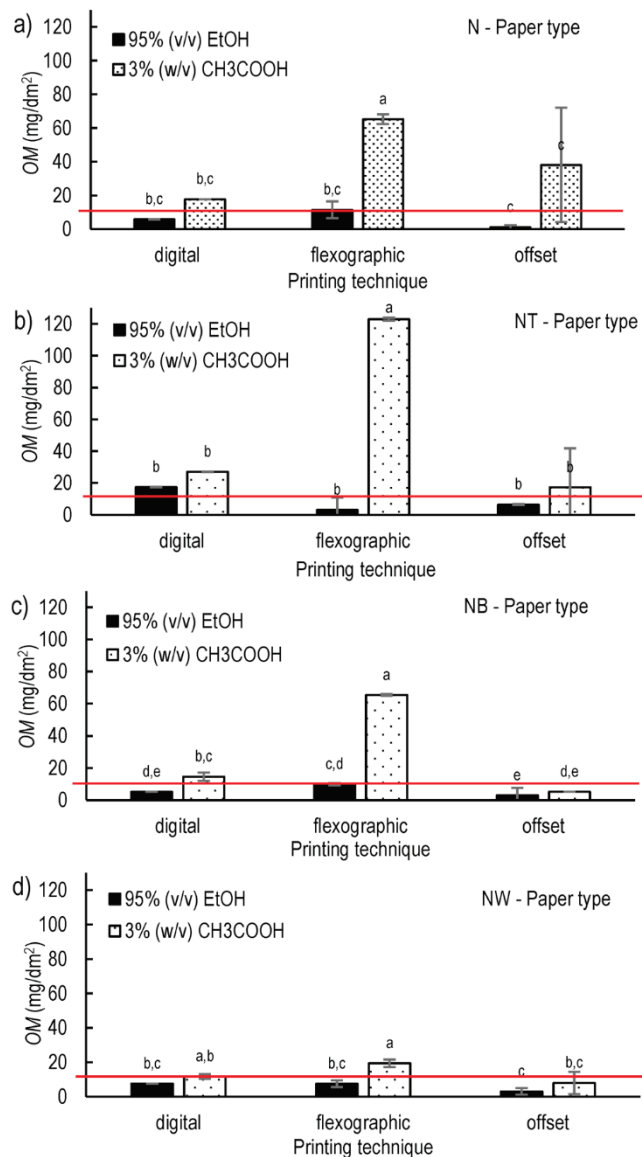 a)
N - Paper type
95% (v/v) EtOH
3% (w/v) CH3COOH
OM (mg/dm²)
120
100
80
60
40
20
0
b,c
b,c
b,c
a
c
c
digital
flexographic
offset
Printing technique
b)
NT - Paper type
95% (v/v) EtOH
3% (w/v) CH3COOH
OM (mg/dm²)
120
100
80
60
40
20
0
b
b
b
a
b
b
digital
flexographic
offset
Printing technique
c)
NB - Paper type
95% (v/v) EtOH
3% (w/v) CH3COOH
OM (mg/dm²)
120
100
80
60
40
20
0
d,e
b,c
c,d
a
e
d,e
digital
flexographic
offset
Printing technique
d)
NW - Paper type
95% (v/v) EtOH
3% (w/v) CH3COOH
OM (mg/dm²)
120
100
80
60
40
20
0
b,c
a,b
b,c
a
c
b,c
digital
flexographic
offset
Printing technique